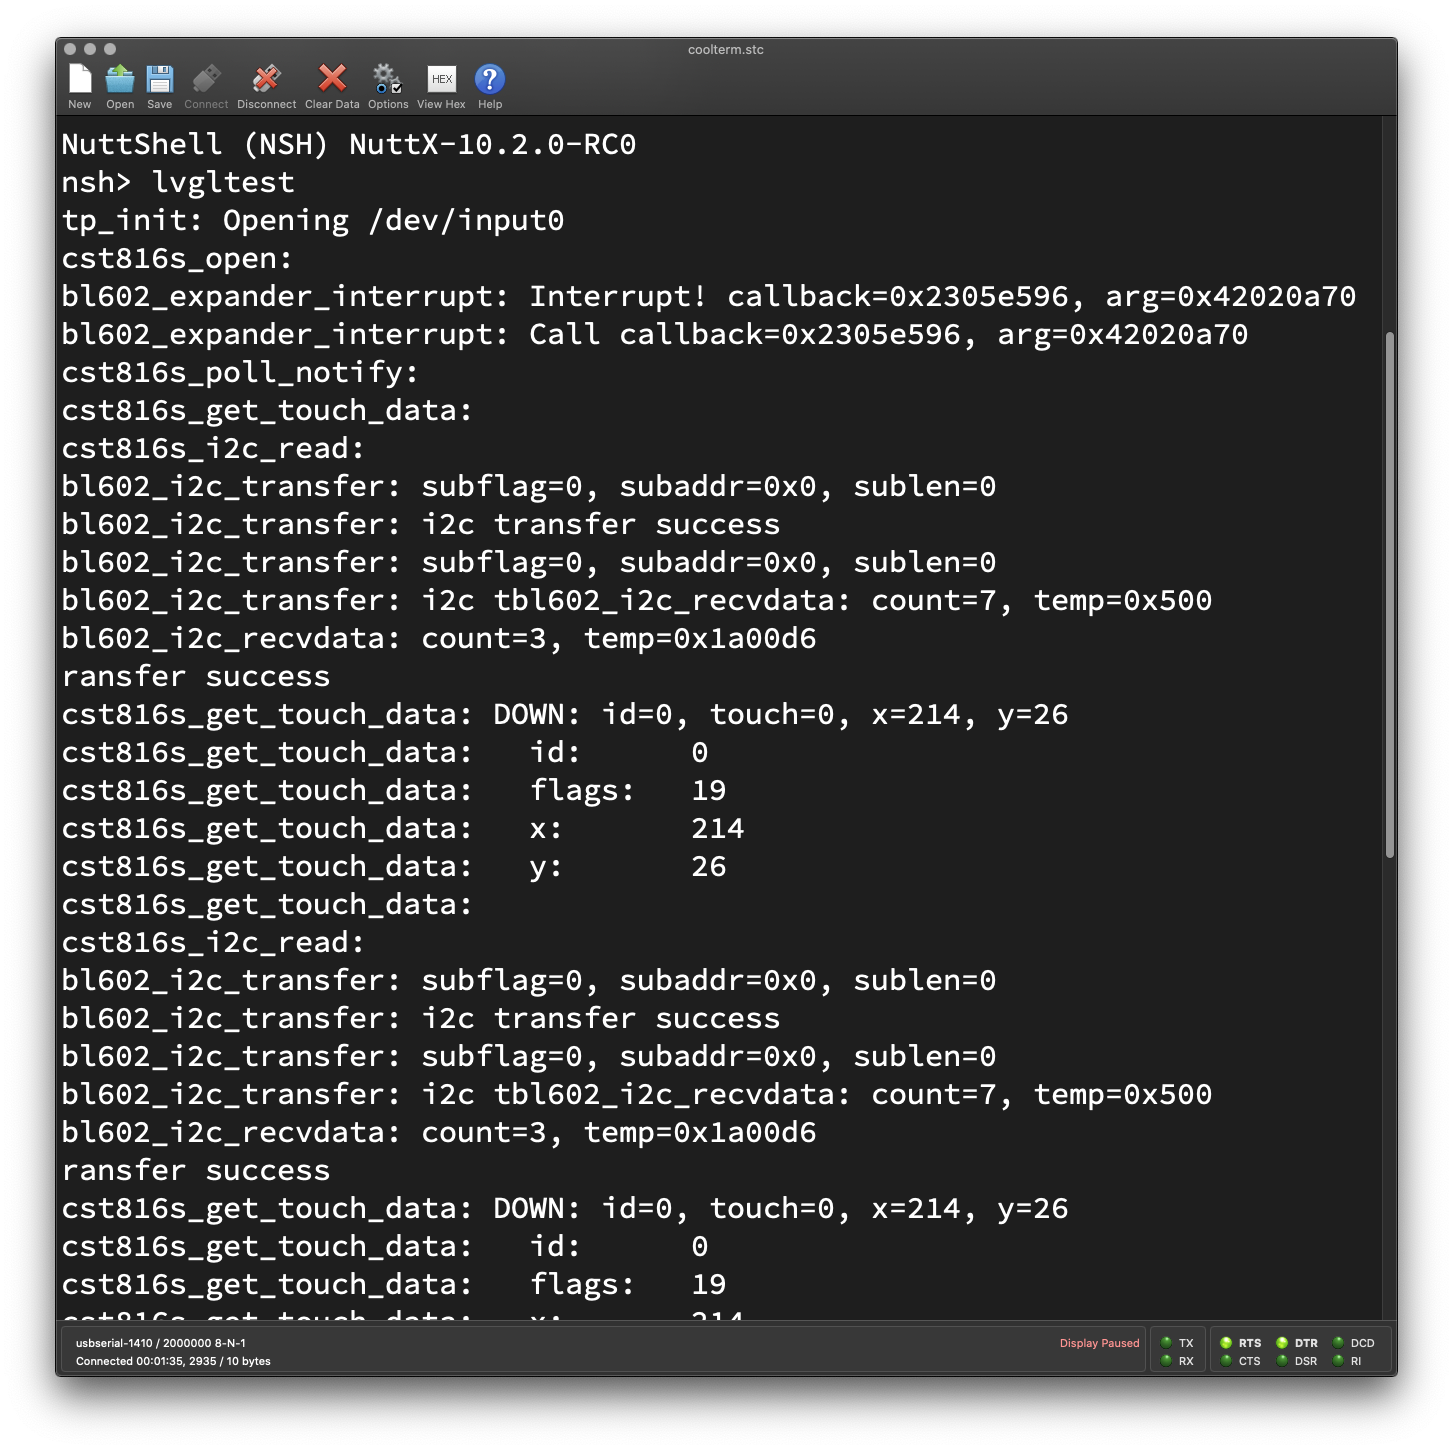 coolterm.stc
New Open Save Connect Disconnect Clear Data Options HEX View Hex ? Help
NuttShell (NSH) NuttX-10.2.0-RC0
nsh> lvgltest
tp_init: Opening /dev/input0
cst816s_open:
bl602_expander_interrupt: Interrupt! callback=0x2305e596, arg=0x42020a70
bl602_expander_interrupt: Call callback=0x2305e596, arg=0x42020a70
cst816s_poll_notify:
cst816s_get_touch_data:
cst816s_i2c_read:
bl602_i2c_transfer: subflag=0, subaddr=0x0, sublen=0
bl602_i2c_transfer: i2c transfer success
bl602_i2c_transfer: subflag=0, subaddr=0x0, sublen=0
bl602_i2c_transfer: i2c tbl602_i2c_recvdata: count=7, temp=0x500
bl602_i2c_recvdata: count=3, temp=0x1a00d6
ransfer success
cst816s_get_touch_data: DOWN: id=0, touch=0, x=214, y=26
cst816s_get_touch_data:   id:      0
cst816s_get_touch_data:   flags:   19
cst816s_get_touch_data:   x:       214
cst816s_get_touch_data:   y:       26
cst816s_get_touch_data:
cst816s_i2c_read:
bl602_i2c_transfer: subflag=0, subaddr=0x0, sublen=0
bl602_i2c_transfer: i2c transfer success
bl602_i2c_transfer: subflag=0, subaddr=0x0, sublen=0
bl602_i2c_transfer: i2c tbl602_i2c_recvdata: count=7, temp=0x500
bl602_i2c_recvdata: count=3, temp=0x1a00d6
ransfer success
cst816s_get_touch_data: DOWN: id=0, touch=0, x=214, y=26
cst816s_get_touch_data:   id:      0
cst816s_get_touch_data:   flags:   19
cst816s_get_touch_data:   x:       214
usbserial-1410 / 2000000 8-N-1
Connected 00:01:35, 2935 / 10 bytes
Display Paused
TX RTS DTR DCD
RX CTS DSR RI